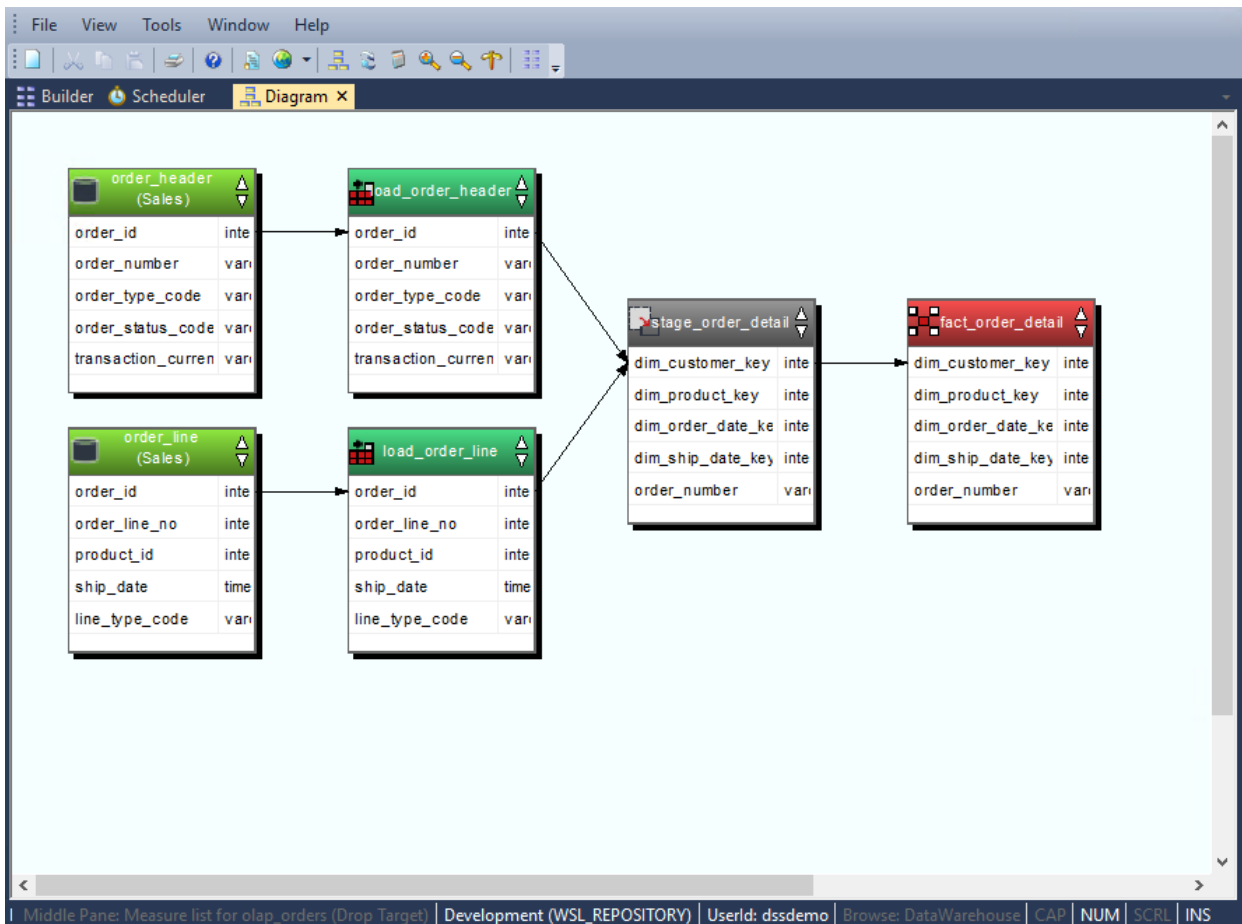 File View Tools Window Help
Builder Scheduler Diagram
order_header
(Sales)
order_id inte
order_number var
order_type_code var
order_status_code var
transaction_curren var
load_order_header
order_id inte
order_number var
order_type_code var
order_status_code var
transaction_curren var
order_line
(Sales)
order_id inte
order_line_no inte
product_id inte
ship_date time
line_type_code var
load_order_line
order_id inte
order_line_no inte
product_id inte
ship_date time
line_type_code var
stage_order_detail
dim_customer_key inte
dim_product_key inte
dim_order_date_ke inte
dim_ship_date_key inte
order_number var
fact_order_detail
dim_customer_key inte
dim_product_key inte
dim_order_date_ke inte
dim_ship_date_key inte
order_number var
Middle Pane: Measure list for olap_orders (Drop Target) Development (WSL_REPOSITORY) UserId: dssdemo Browse: DataWarehouse CAP NUM SCRL INS